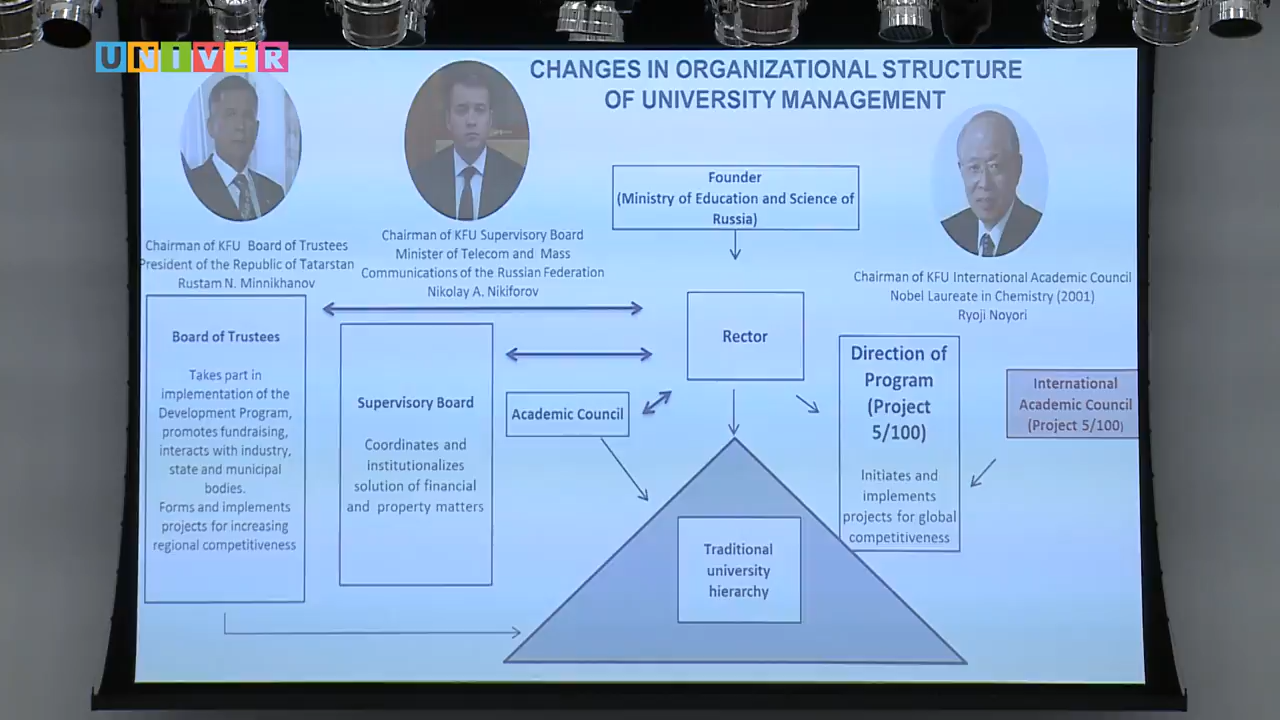 UNIVER
CHANGES IN ORGANIZATIONAL STRUCTURE
OF UNIVERSITY MANAGEMENT
Chairman of KFU Board of Trustees
President of the Republic of Tatarstan
Rustam N. Minnikhanov
Chairman of KFU Supervisory Board
Minister of Telecom and Mass
Communications of the Russian Federation
Nikolay A. Nikiforov
Founder
(Ministry of Education and Science of
Russia)
Chairman of KFU International Academic Council
Nobel Laureate in Chemistry (2001)
Ryoji Noyori
Board of Trustees
Takes part in
implementation of the
Development Program,
promotes fundraising,
interacts with industry,
state and municipal
bodies.
Forms and implements
projects for increasing
regional competitiveness
Supervisory Board
Coordinates and
institutionalizes
solution of financial
and property matters
Academic Council
Rector
Direction of
Program
(Project
5/100)
Initiates and
implements
projects for global
competitiveness
International
Academic Council
(Project 5/100)
Traditional
university
hierarchy